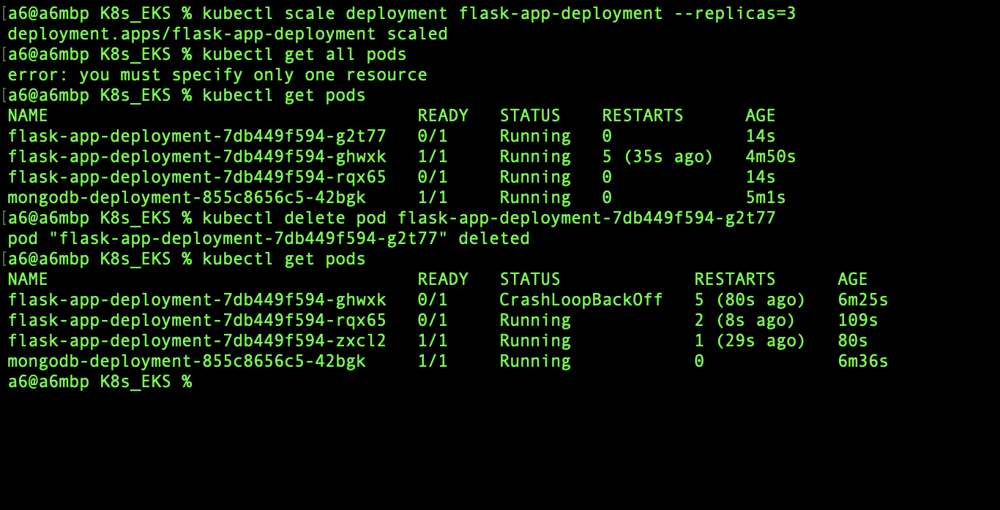 [a6@a6mbp K8s_EKS % kubectl scale deployment flask-app-deployment --replicas=3
deployment.apps/flask-app-deployment scaled
[a6@a6mbp K8s_EKS % kubectl get all pods
error: you must specify only one resource
[a6@a6mbp K8s_EKS % kubectl get pods
NAME READY STATUS RESTARTS AGE
flask-app-deployment-7db449f594-g2t77 0/1 Running 0 14s
flask-app-deployment-7db449f594-ghwxk 1/1 Running 5 (35s ago) 4m50s
flask-app-deployment-7db449f594-rqx65 0/1 Running 0 14s
mongodb-deployment-855c8656c5-42bgk 1/1 Running 0 5m1s
[a6@a6mbp K8s_EKS % kubectl delete pod flask-app-deployment-7db449f594-g2t77
pod "flask-app-deployment-7db449f594-g2t77" deleted
[a6@a6mbp K8s_EKS % kubectl get pods
NAME READY STATUS RESTARTS AGE
flask-app-deployment-7db449f594-ghwxk 0/1 CrashLoopBackOff 5 (80s ago) 6m25s
flask-app-deployment-7db449f594-rqx65 0/1 Running 2 (8s ago) 109s
flask-app-deployment-7db449f594-zxcl2 1/1 Running 1 (29s ago) 80s
mongodb-deployment-855c8656c5-42bgk 1/1 Running 0 6m36s
a6@a6mbp K8s_EKS %